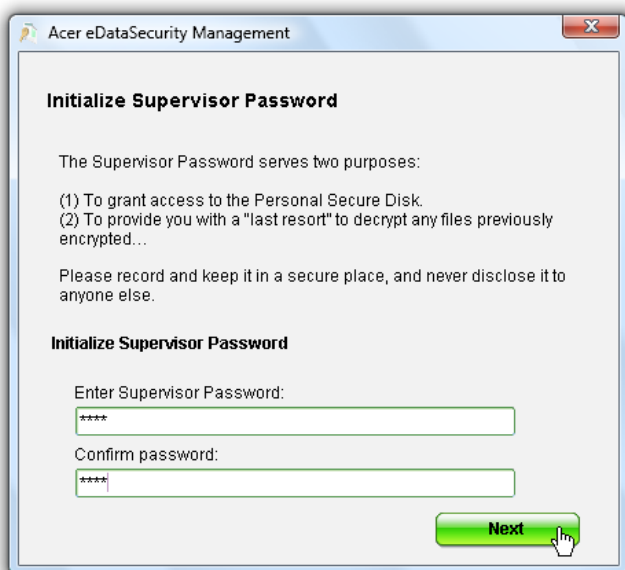 Acer eDataSecurity Management
Initialize Supervisor Password
The Supervisor Password serves two purposes:
(1) To grant access to the Personal Secure Disk.
(2) To provide you with a "last resort" to decrypt any files previously
encrypted...
Please record and keep it in a secure place, and never disclose it to
anyone else.
Initialize Supervisor Password
Enter Supervisor Password:
****
Confirm password:
****
Next